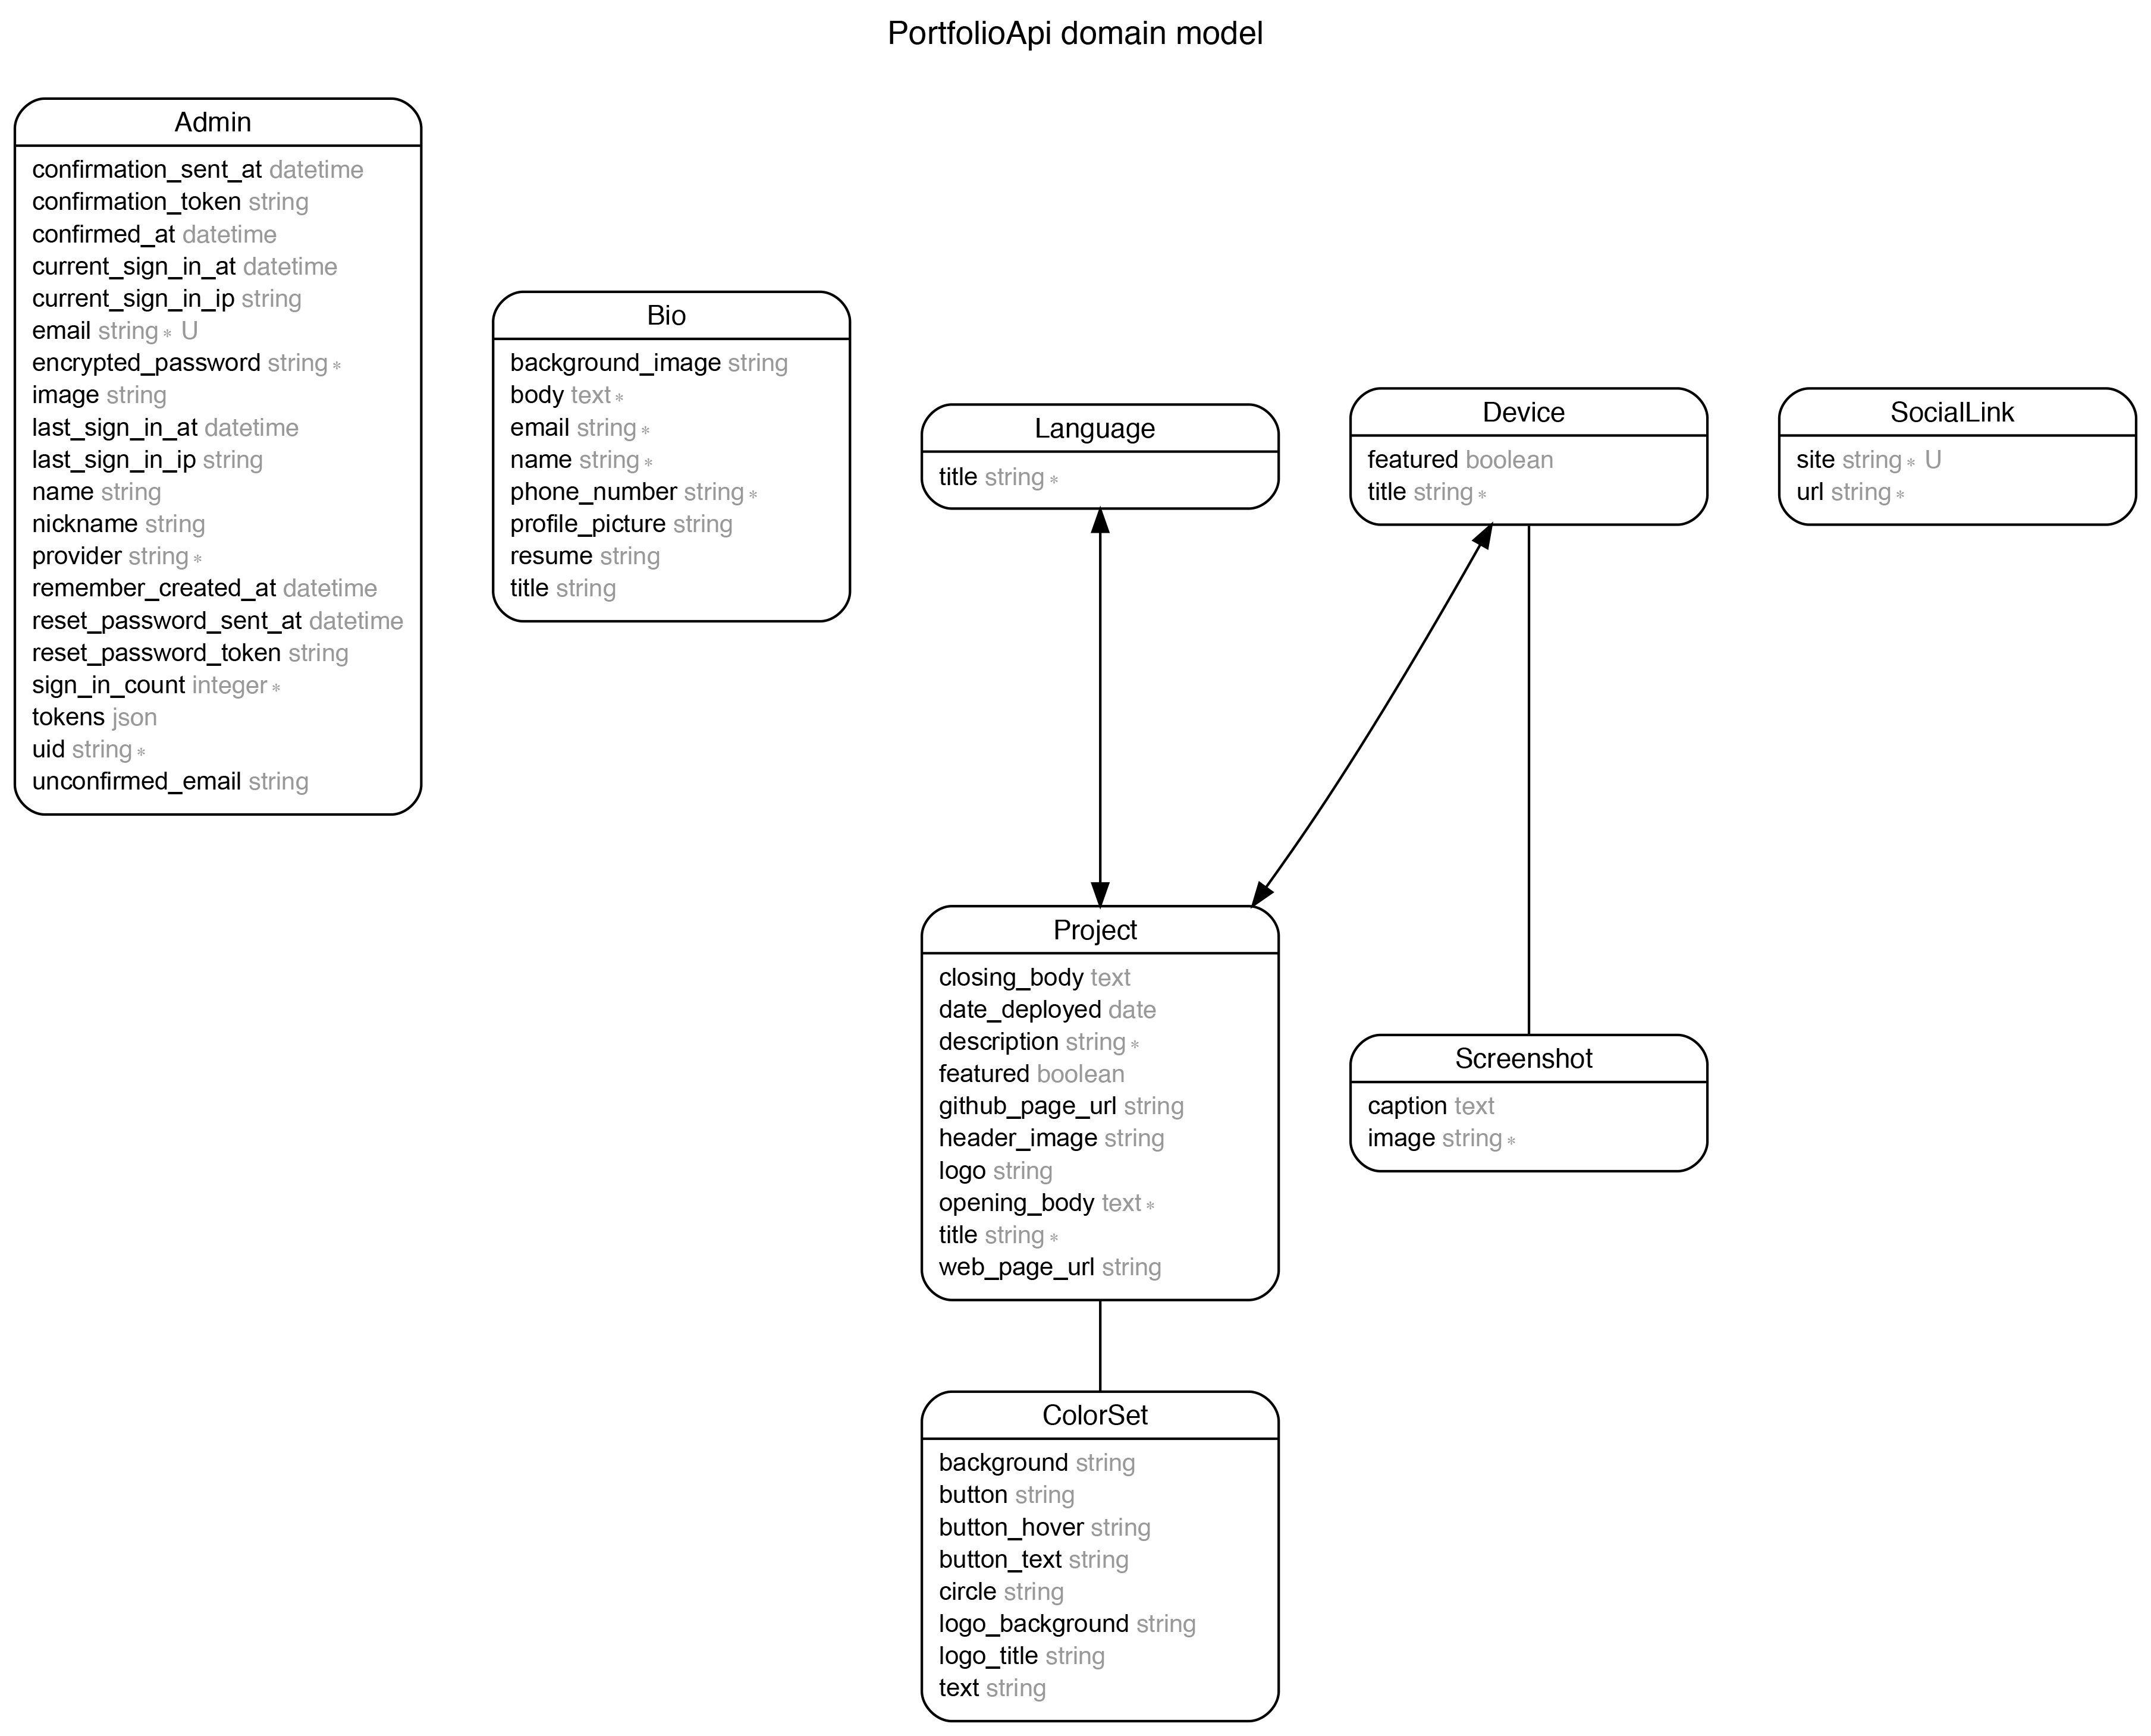 PortfolioApi domain model
Admin
confirmation_sent_at datetime
confirmation_token string
confirmed_at datetime
current_sign_in_at datetime
current_sign_in_ip string
email string∗ U
encrypted_password string∗
image string
last_sign_in_at datetime
last_sign_in_ip string
name string
nickname string
provider string∗
remember_created_at datetime
reset_password_sent_at datetime
reset_password_token string
sign_in_count integer∗
tokens json
uid string∗
unconfirmed_email string
Bio
background_image string
body text∗
email string∗
name string∗
phone_number string∗
profile_picture string
resume string
title string
Language
title string∗
Device
featured boolean
title string∗
SocialLink
site string∗ U
url string∗
Project
closing_body text
date_deployed date
description string∗
featured boolean
github_page_url string
header_image string
logo string
opening_body text∗
title string∗
web_page_url string
Screenshot
caption text
image string∗
ColorSet
background string
button string
button_hover string
button_text string
circle string
logo_background string
logo_title string
text string